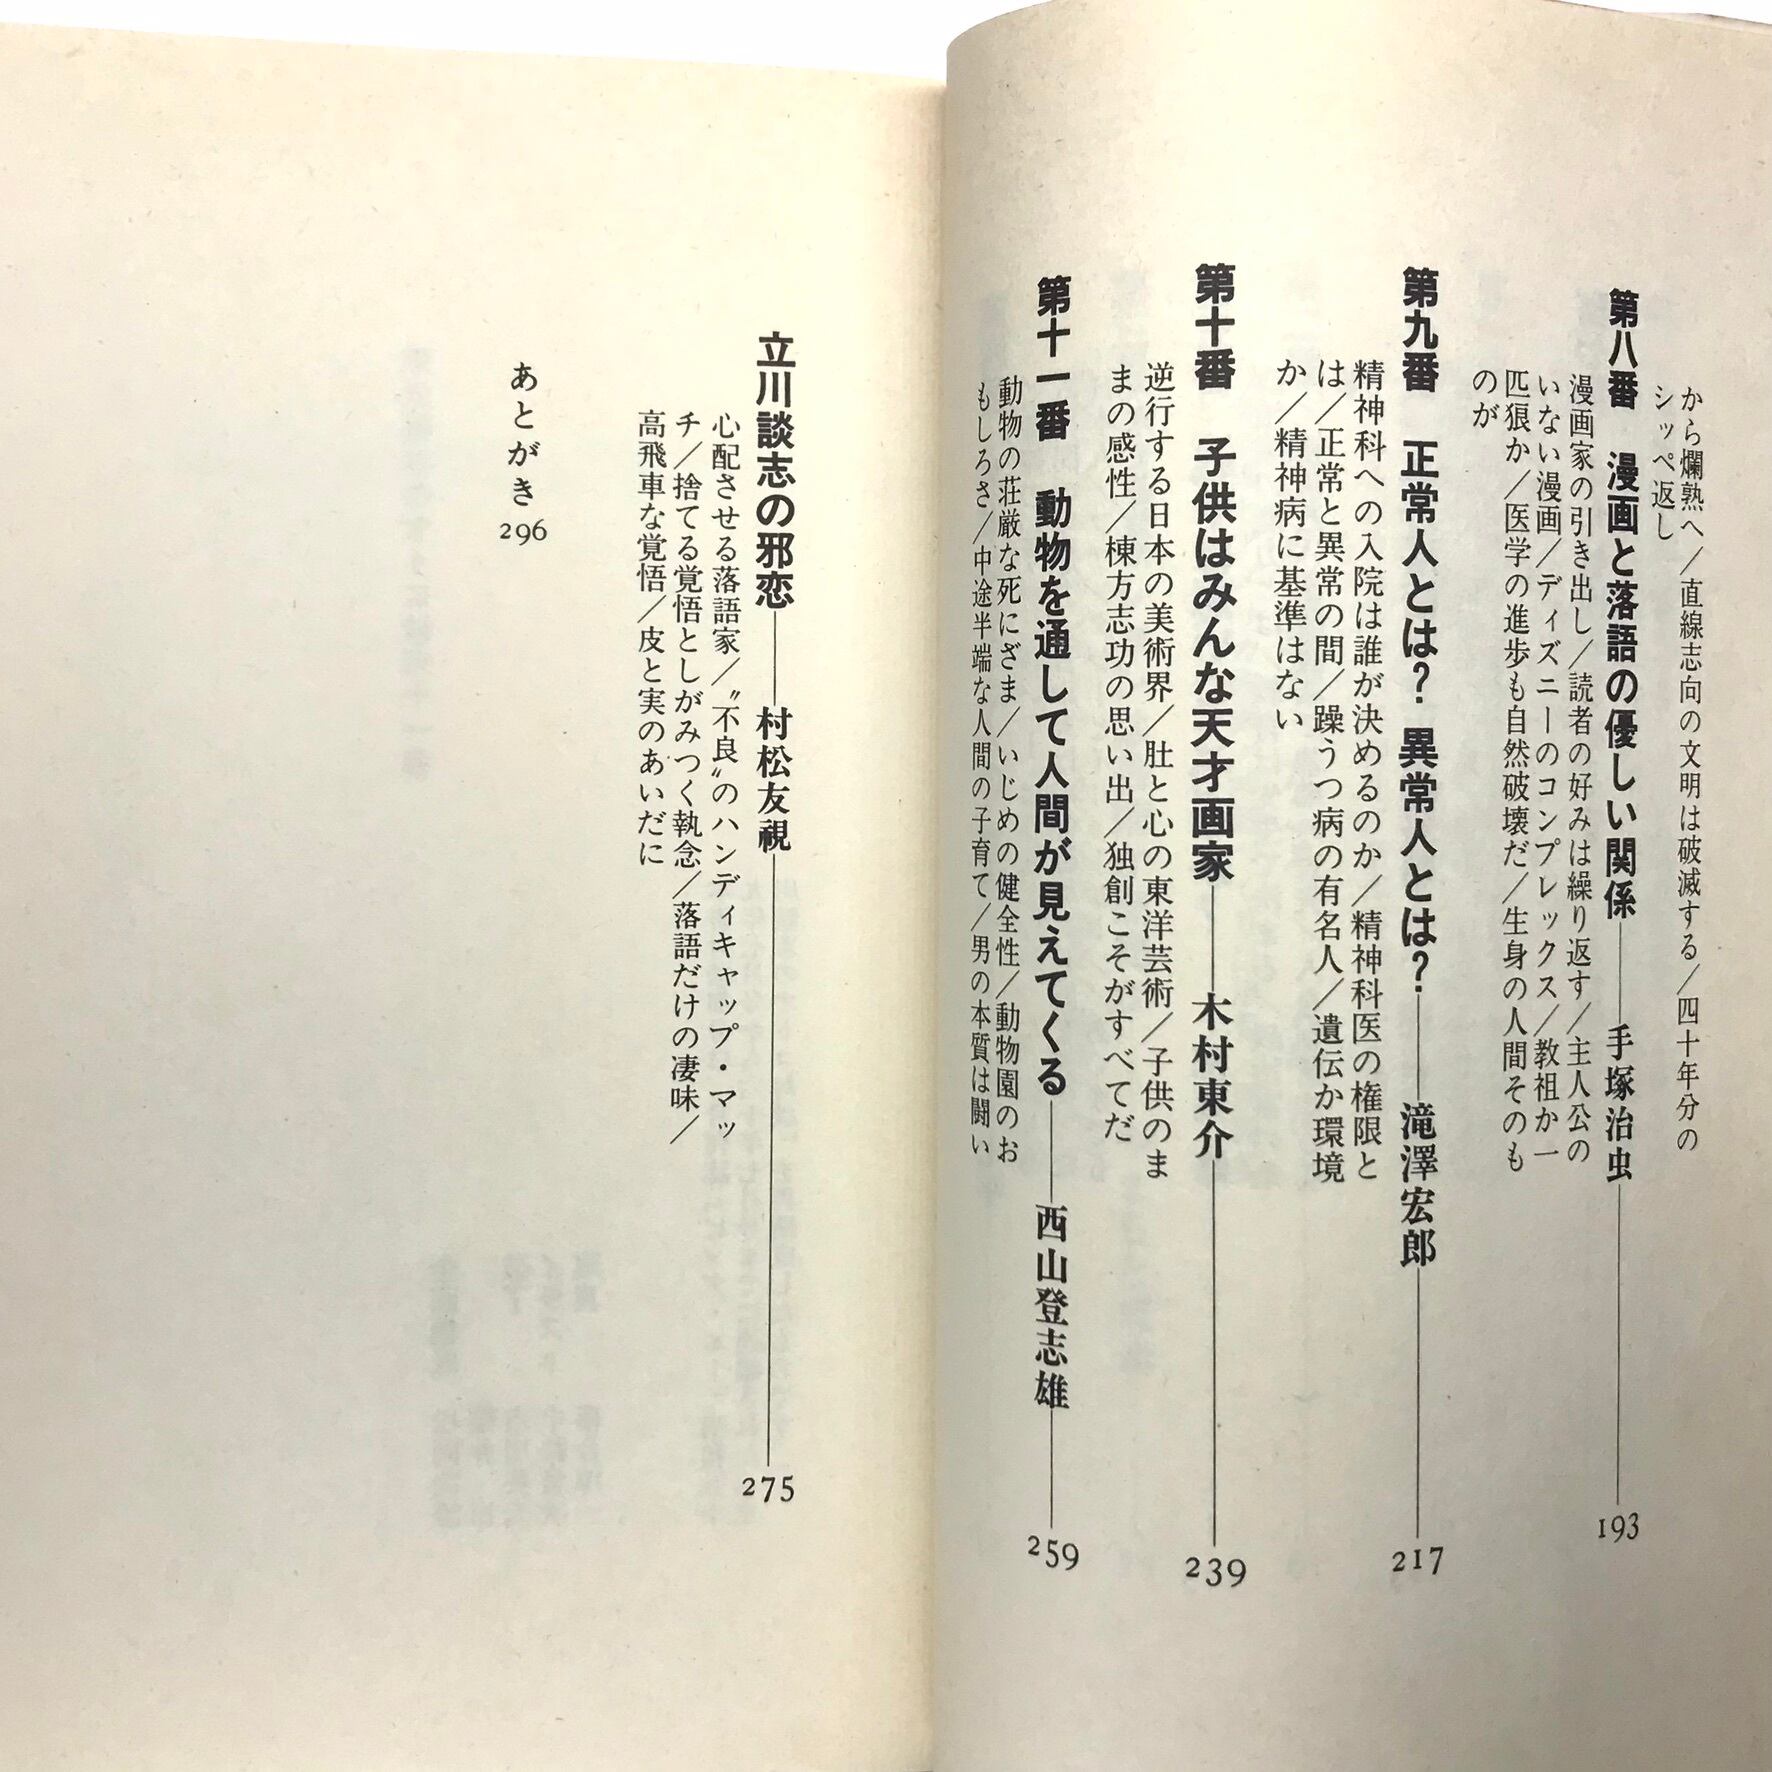 から爛熟へ／直線志向の文明は破滅する／四十年分の
シッペ返し
第八番　漫画と落語の優しい関係――手塚治虫――193
漫画家の引き出し／読者の好みは繰り返す／主人公の
いない漫画／ディズニーのコンプレックス／教祖か一
匹狼か／医学の進歩も自然破壊だ／生身の人間そのも
のが
第九番　正常人とは？　異常人とは？――滝澤宏郎――217
精神科への入院は誰が決めるのか／精神科医の権限と
は／正常と異常の間／躁うつ病の有名人／遺伝か環境
か／精神病に基準はない
第十番　子供はみんな天才画家――木村東介――239
逆行する日本の美術界／肚と心の東洋芸術／子供のま
まの感性／棟方志功の思い出／独創こそがすべてだ
第十一番　動物を通して人間が見えてくる――西山登志雄――259
動物の荘厳な死にざま／いじめの健全性／動物園のお
もしろさ／中途半端な人間の子育て／男の本質は闘い
立川談志の邪恋――村松友視――275
心配させる落語家／〝不良〟のハンディキャップ・マッ
チ／捨てる覚悟としがみつく執念／落語だけの凄味／
高飛車な覚悟／皮と実のあいだに
あとがき 296